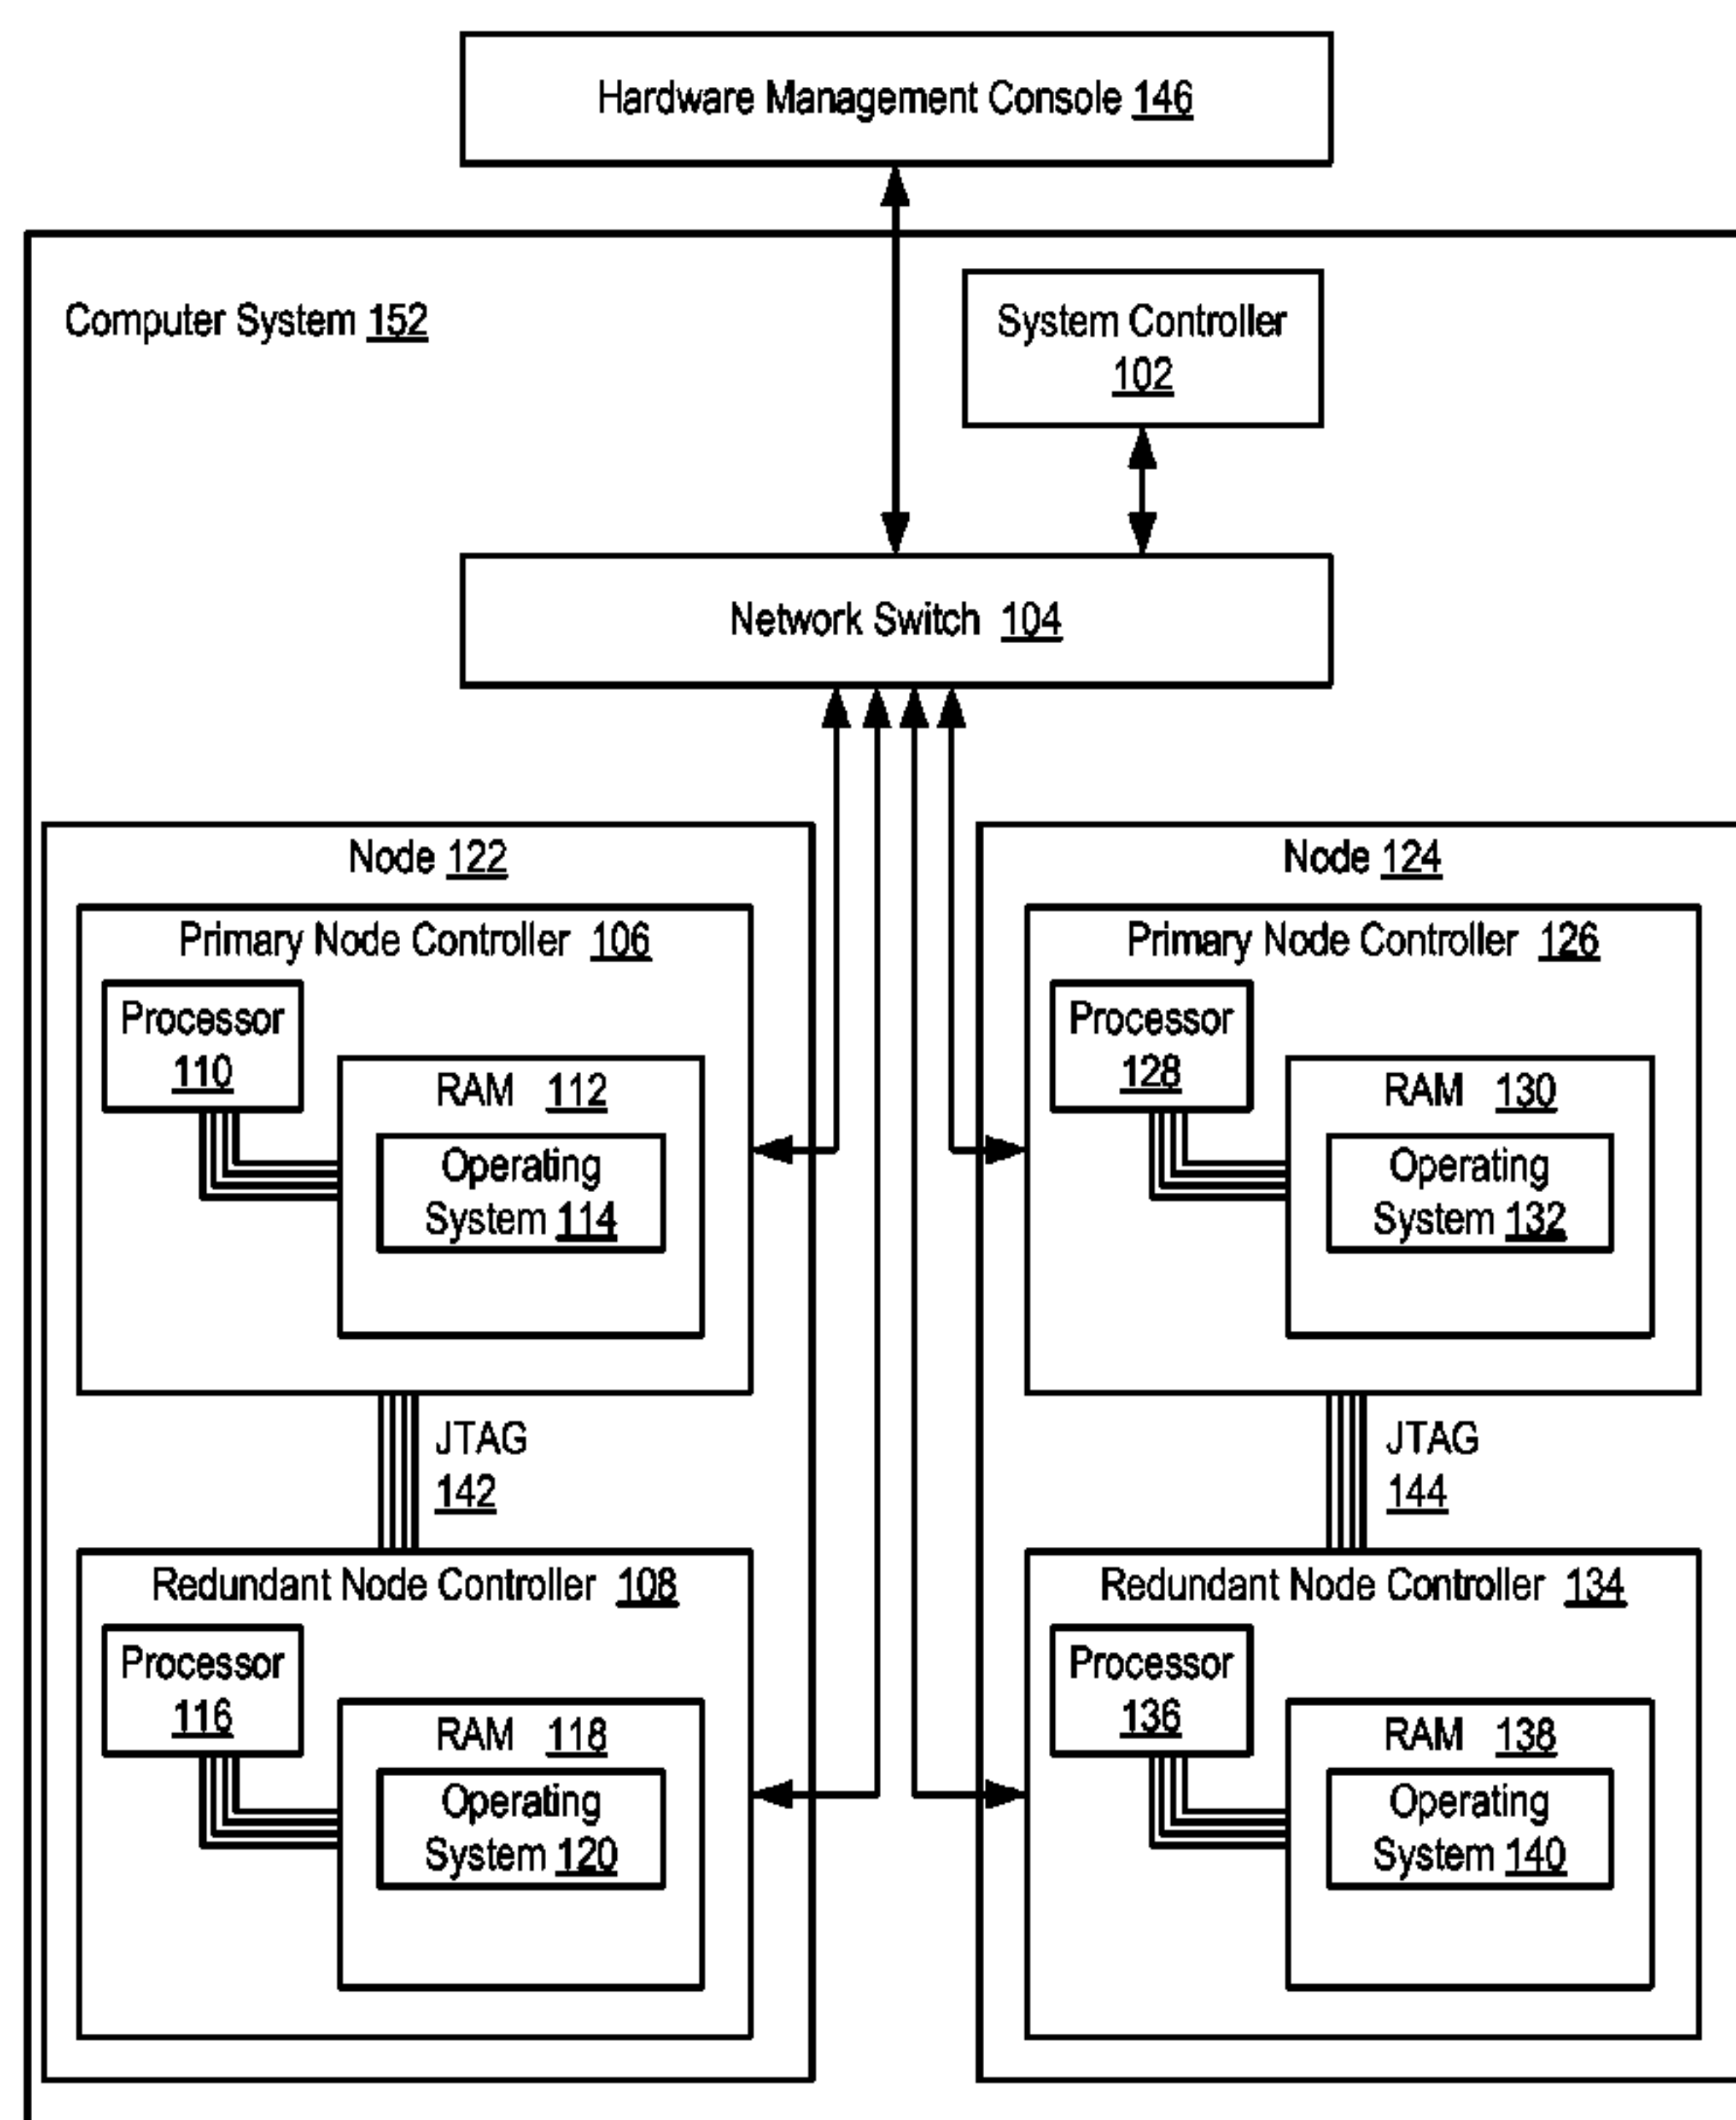 Hardware Management Console 146
Computer System 152
System Controller
102
Network Switch 104
Node 122
Primary Node Controller 106
Processor
110
RAM 112
Operating
System 114
JTAG
142
Redundant Node Controller 108
Processor
116
RAM 118
Operating
System 120
Node 124
Primary Node Controller 126
Processor
128
RAM 130
Operating
System 132
JTAG
144
Redundant Node Controller 134
Processor
136
RAM 138
Operating
System 140